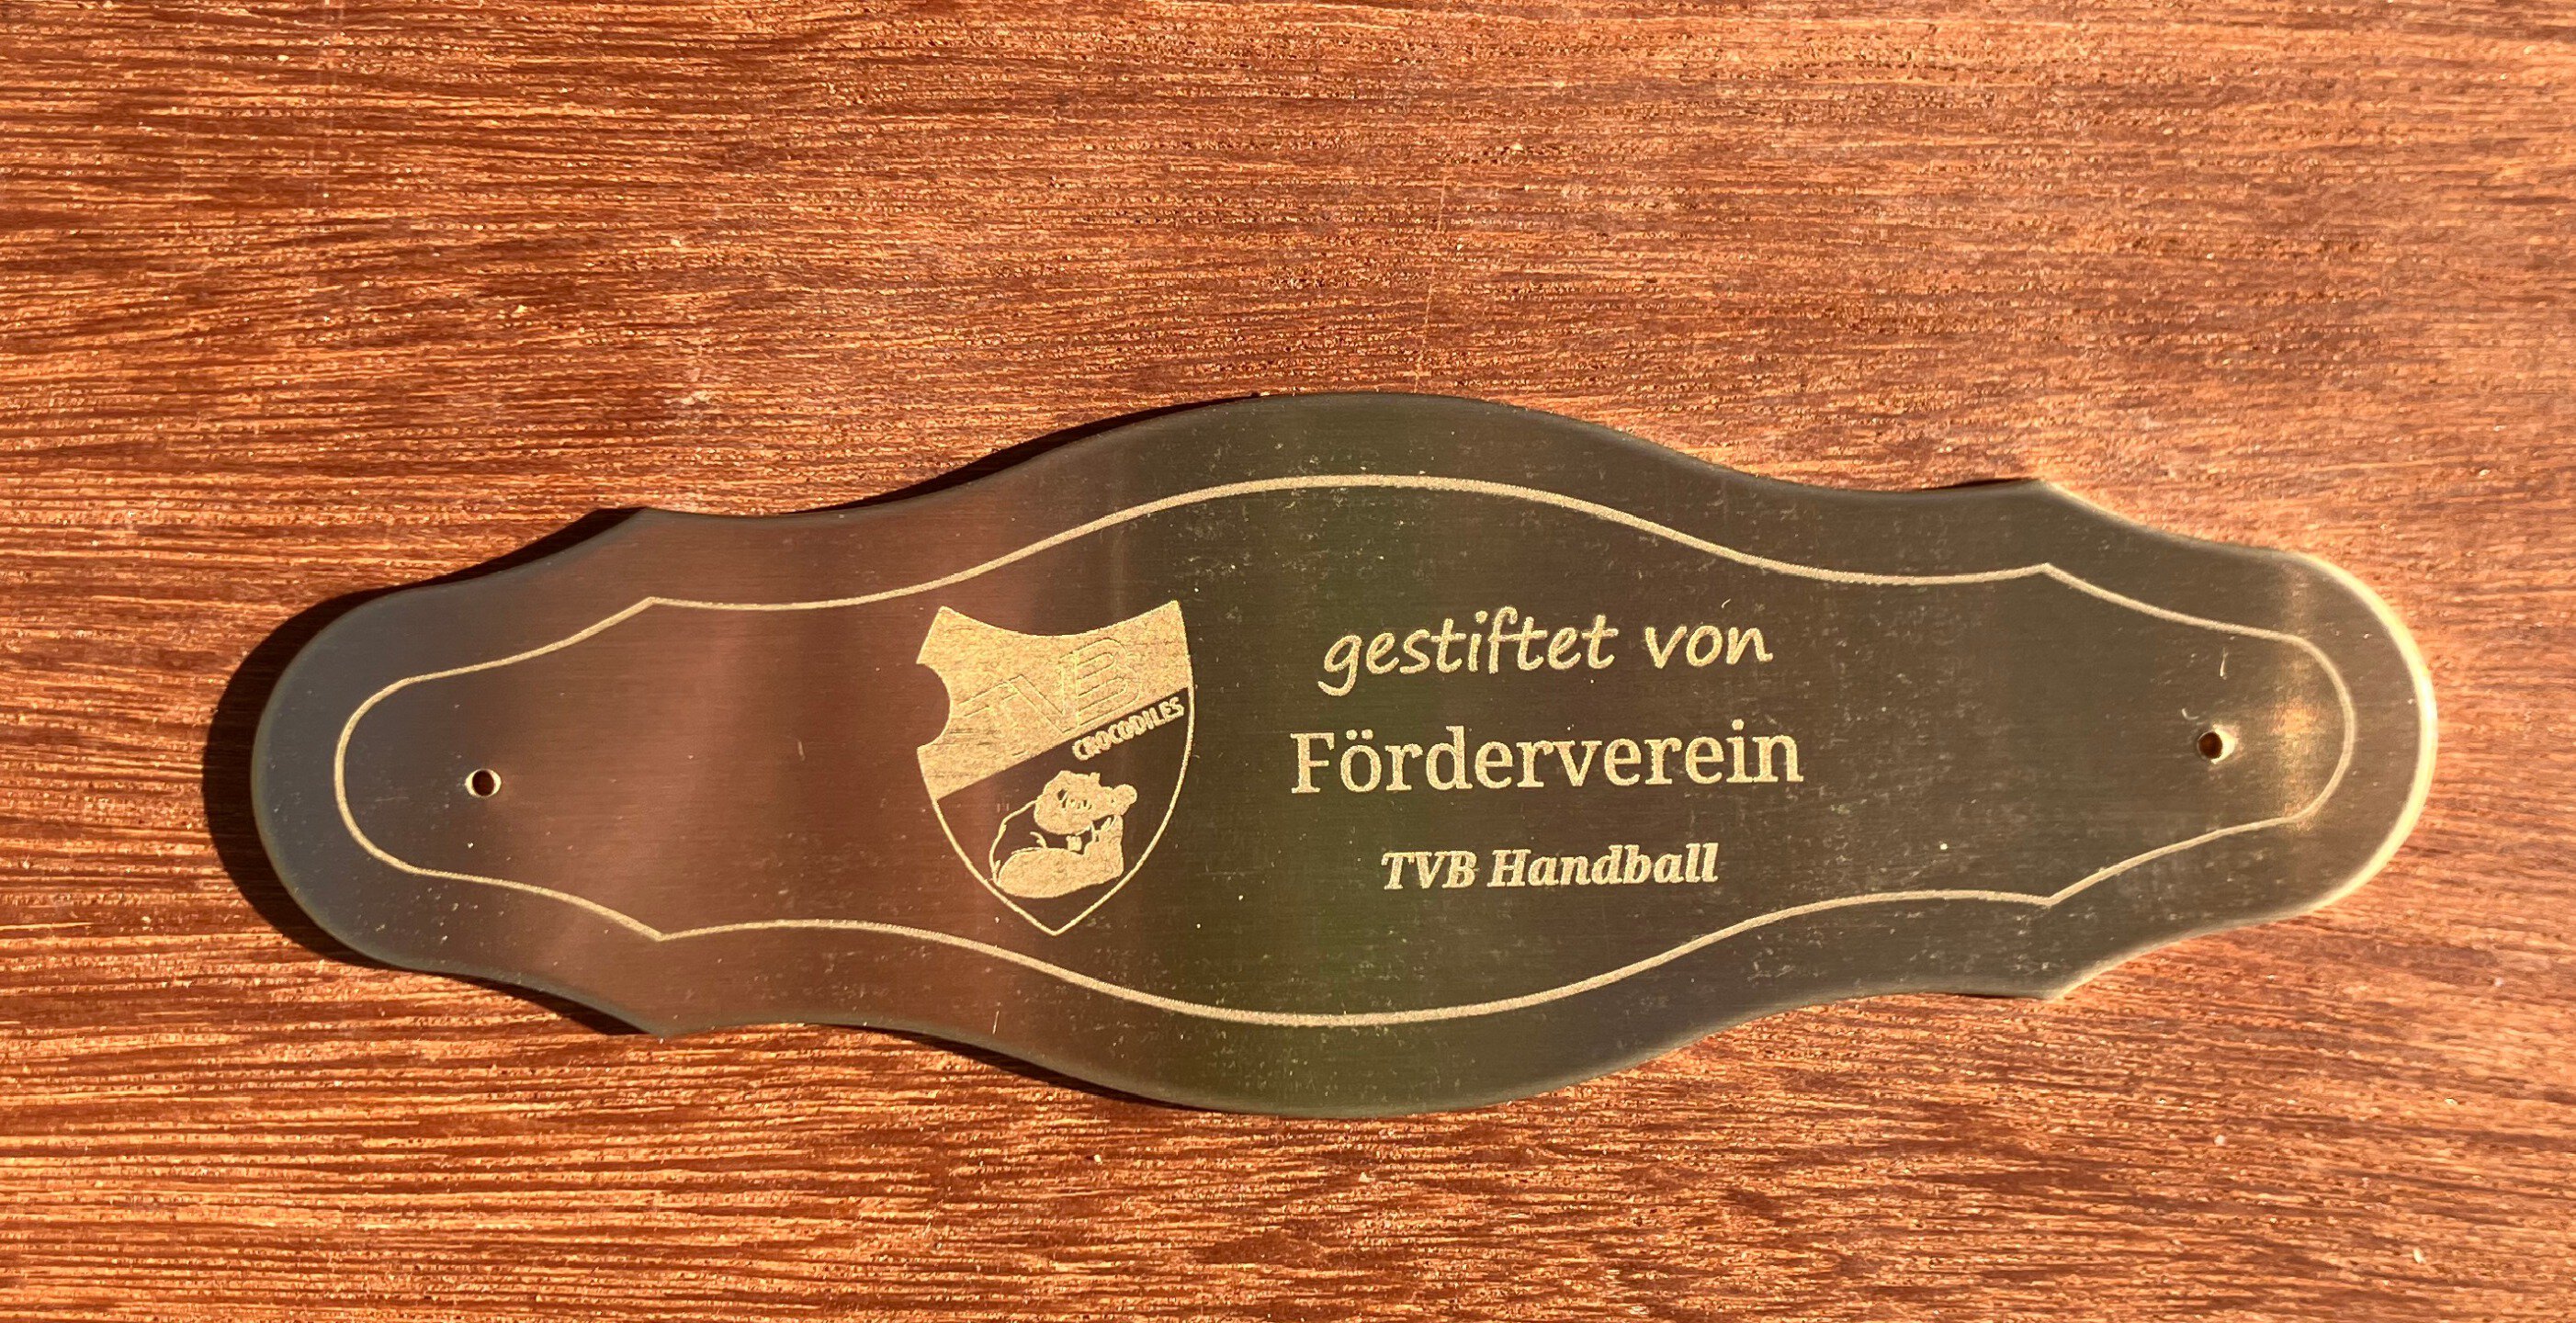 TVB
CROCODILES
gestiftet von
Förderverein
TVB Handball